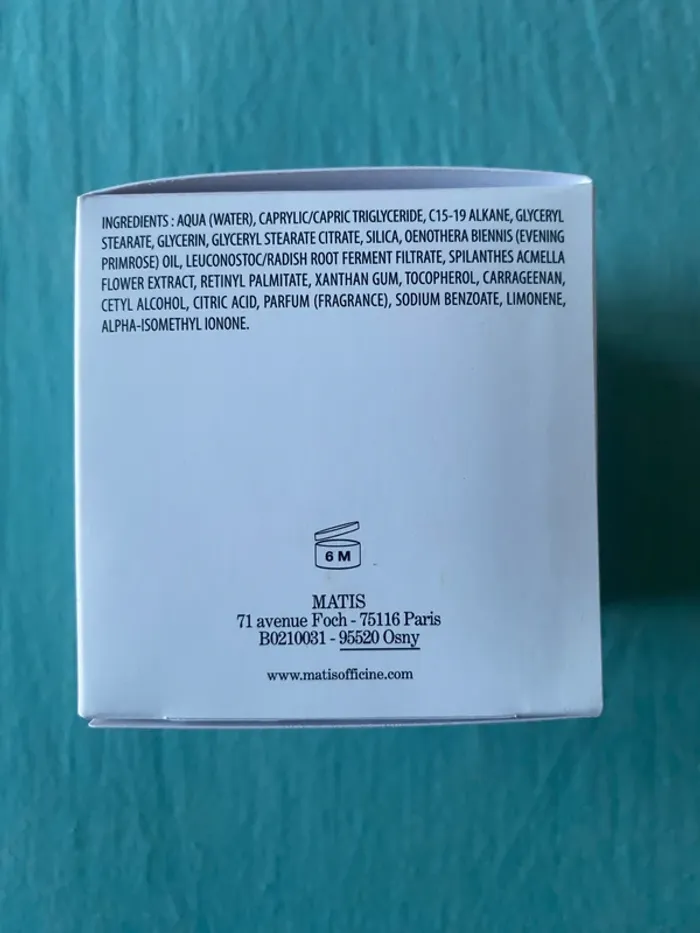 INGREDIENTS : AQUA (WATER), CAPRYLIC/CAPRIC TRIGLYCERIDE, C15-19 ALKANE, GLYCERYL
STEARATE, GLYCERIN, GLYCERYL STEARATE CITRATE, SILICA, OENOTHERA BIENNIS (EVENING
PRIMROSE) OIL, LEUCONOSTOC/RADISH ROOT FERMENT FILTRATE, SPILANTHES ACMELLA
FLOWER EXTRACT, RETINYL PALMITATE, XANTHAN GUM, TOCOPHEROL, CARRAGEENAN,
CETYL ALCOHOL, CITRIC ACID, PARFUM (FRAGRANCE), SODIUM BENZOATE, LIMONENE,
ALPHA-ISOMETHYL IONONE.
6 M
MATIS
71 avenue Foch - 75116 Paris
B0210031 - 95520 Osny
www.matisofficine.com